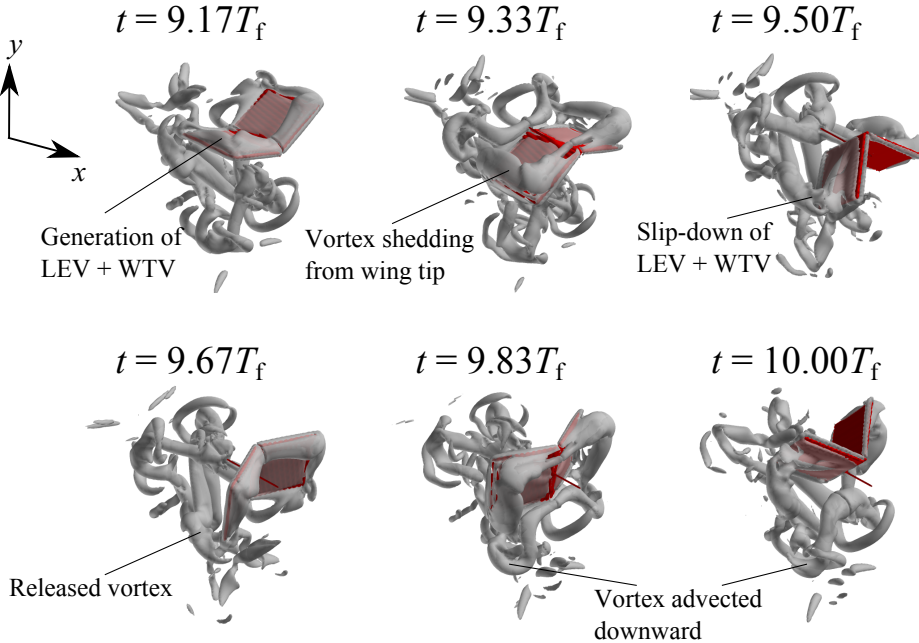 t = 9.17T_f
t = 9.33T_f
t = 9.50T_f
y
x
Generation of
LEV + WTV
Vortex shedding
from wing tip
Slip-down of
LEV + WTV
t = 9.67T_f
t = 9.83T_f
t = 10.00T_f
Released vortex
Vortex advected
downward